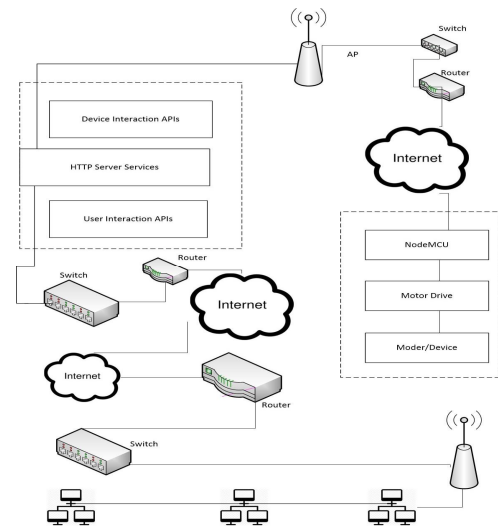 Switch
AP
Router
Device Interaction APIs
Internet
HTTP Server Services
User Interaction APIs
NodeMCU
Router
Switch
Motor Drive
Internet
Moder/Device
Internet
Router
Switch